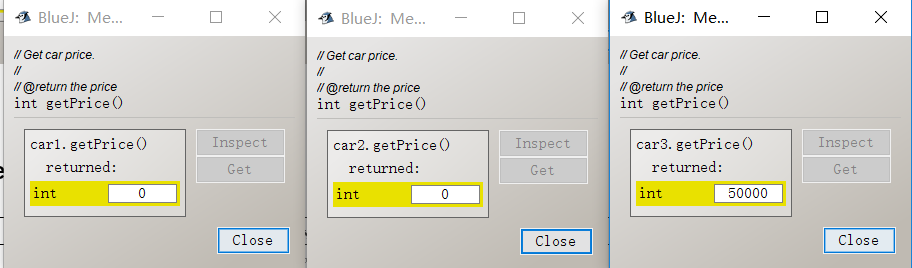 BlueJ: Me...
// Get car price.
//
// @return the price
int getPrice()
car1.getPrice()
returned:
int 0
Inspect
Get
Close
BlueJ: Me...
// Get car price.
//
// @return the price
int getPrice()
car2.getPrice()
returned:
int 0
Inspect
Get
Close
BlueJ: Me...
// Get car price.
//
// @return the price
int getPrice()
car3.getPrice()
returned:
int 50000
Inspect
Get
Close